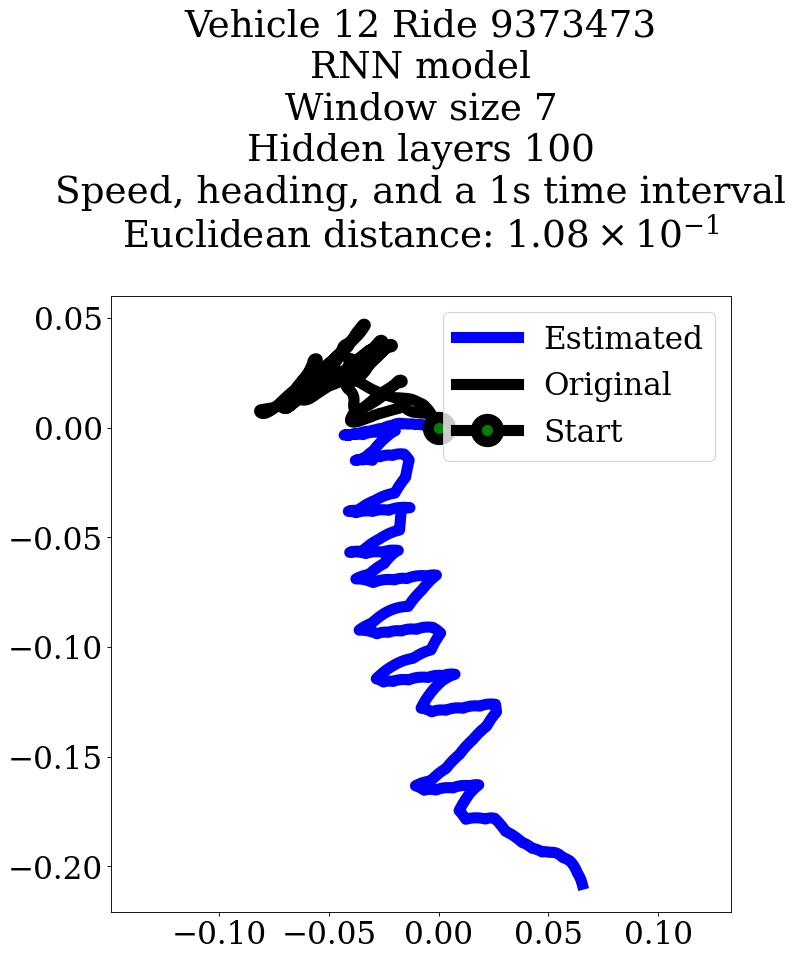 Vehicle 12 Ride 9373473
RNN model
Window size 7
Hidden layers 100
Speed, heading, and a 1s time interval
Euclidean distance: 1.08 × 10⁻¹
Estimated
Original
Start
0.05
0.00
−0.05
−0.10
−0.15
−0.20
−0.10 −0.05 0.00 0.05 0.10